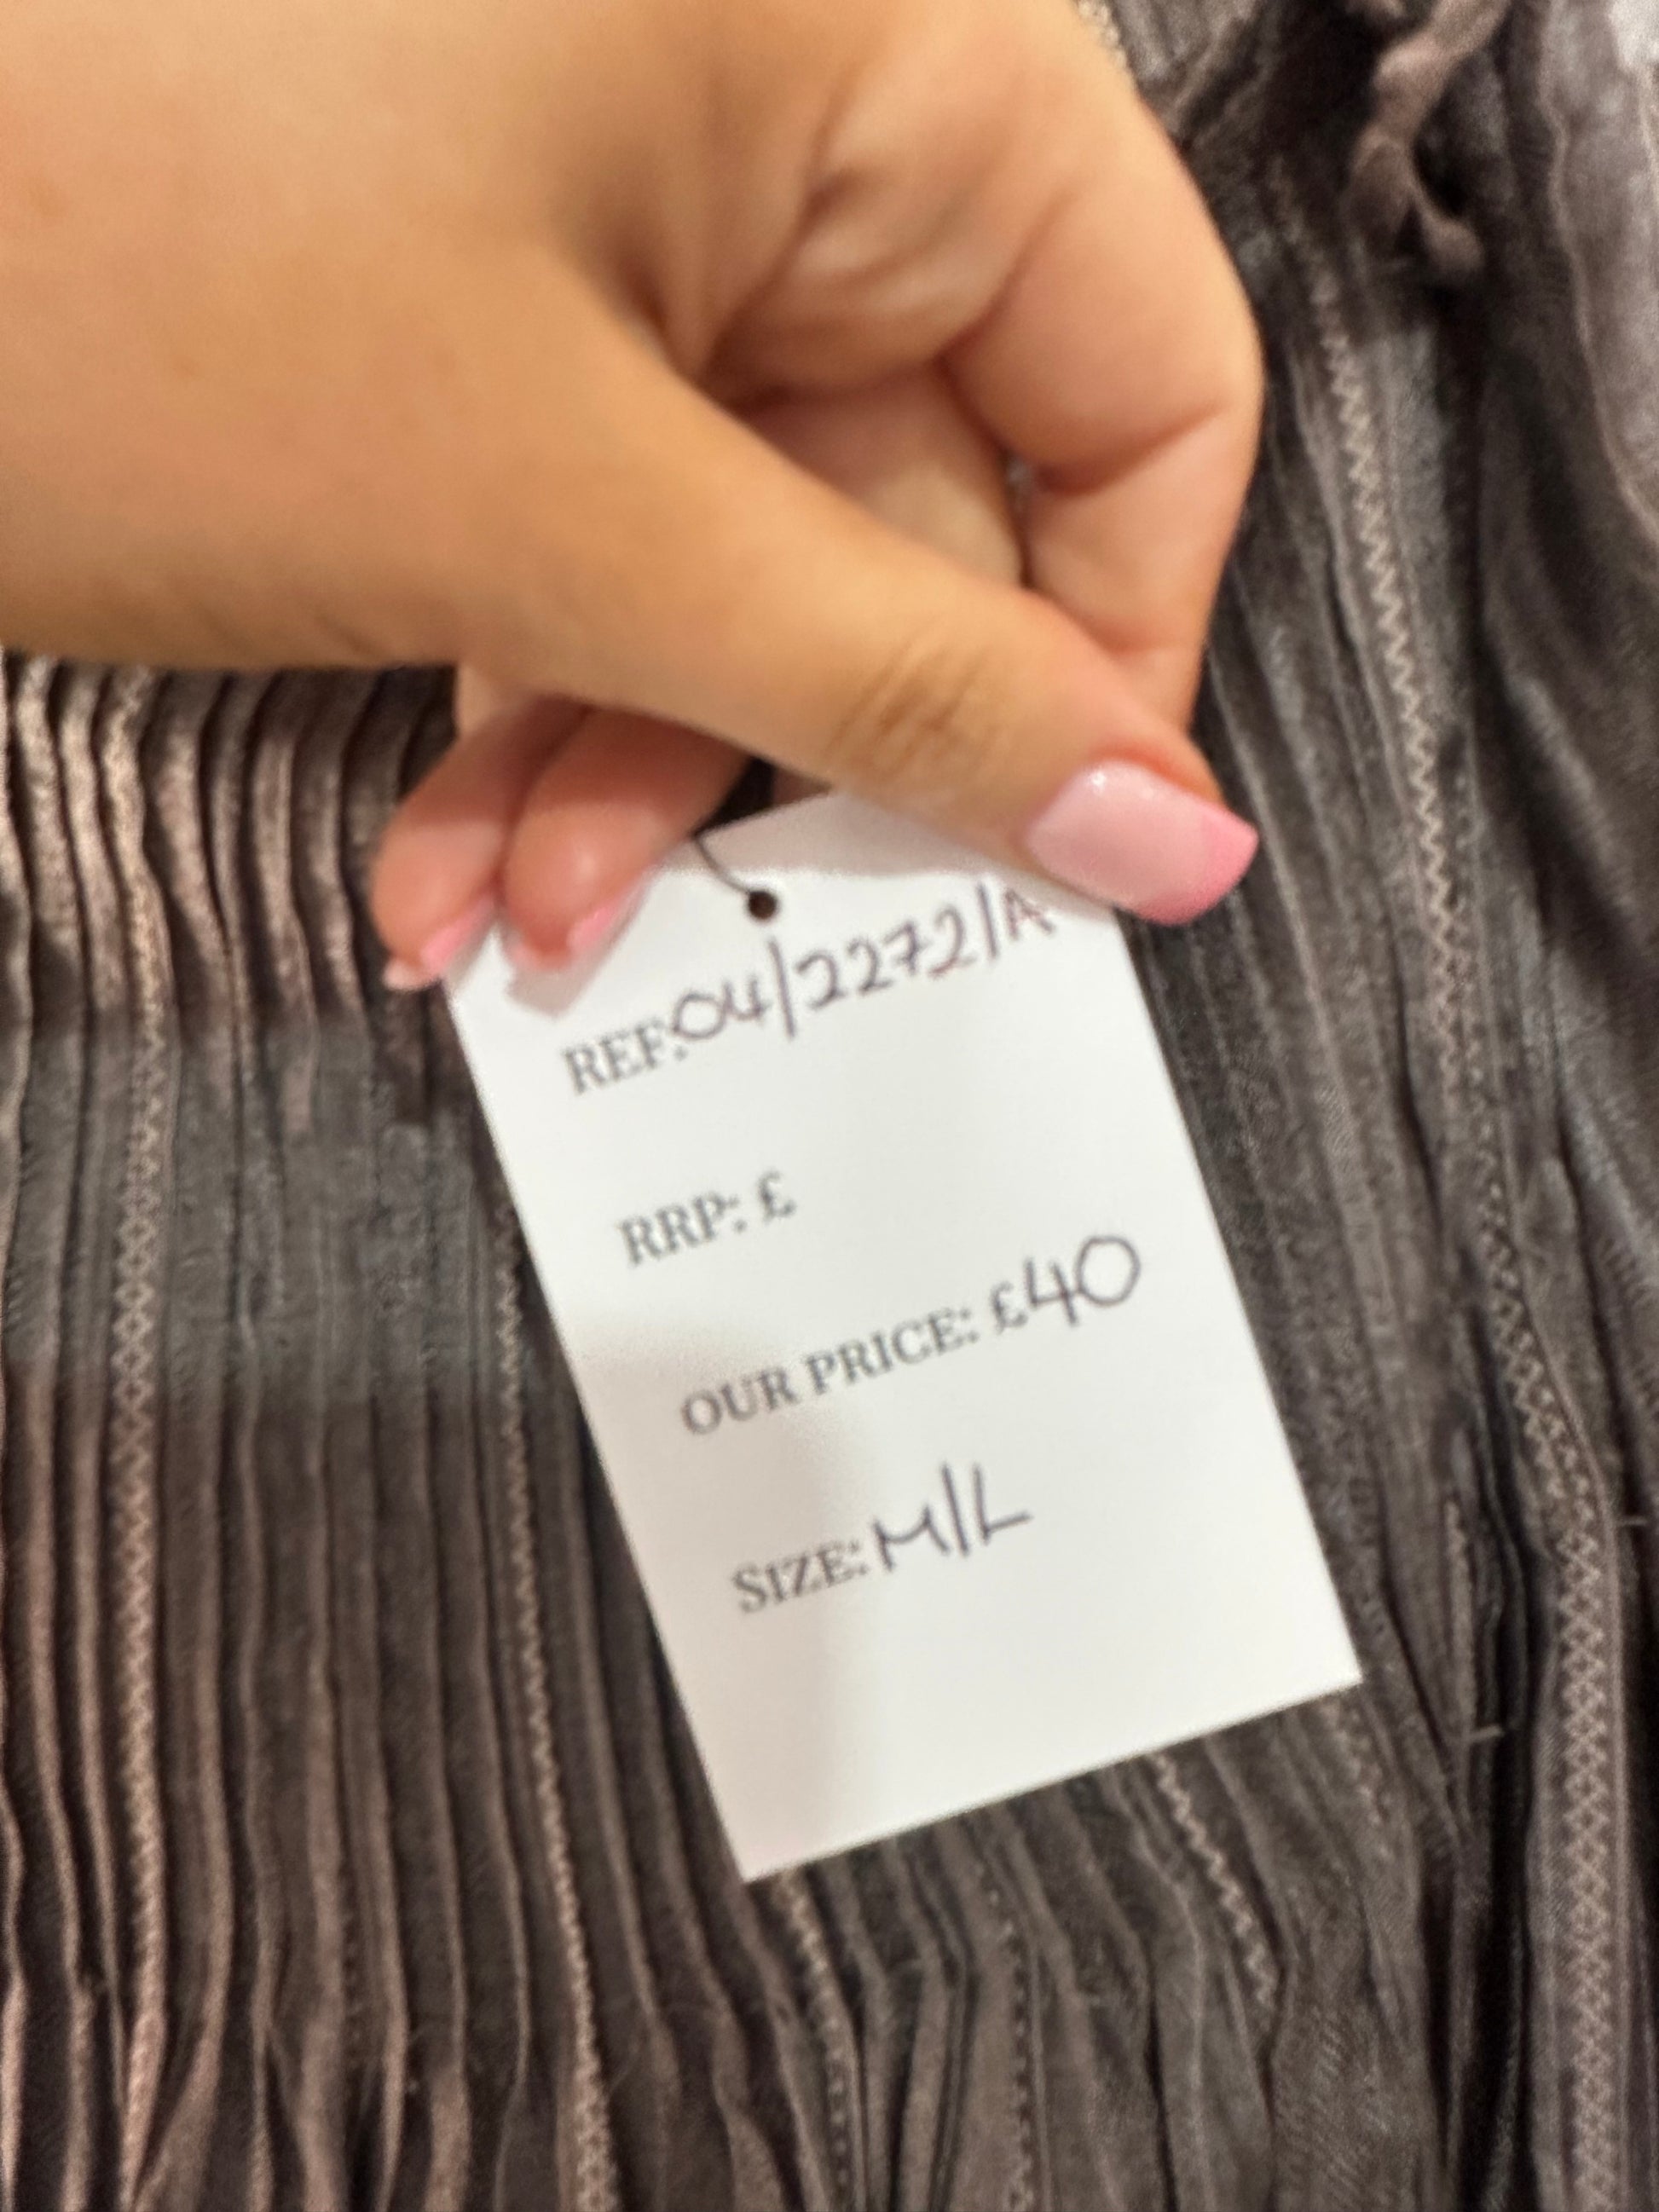 REF: 04/2272/A
RRP: £
OUR PRICE: £40
SIZE: M/L